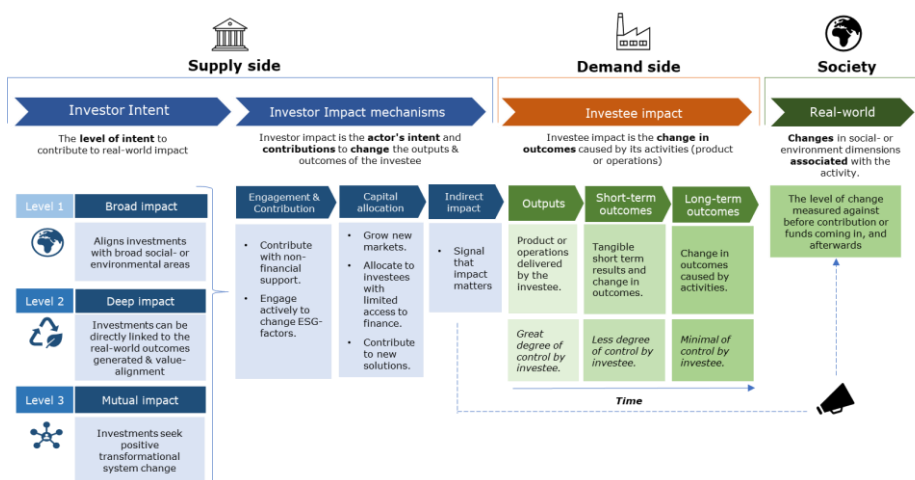 Supply side
Demand side
Society
Investor Intent
Investor Impact mechanisms
Investee impact
Real-world
The level of intent to
contribute to real-world impact
Investor impact is the actor's intent and
contributions to change the outputs &
outcomes of the investee
Investee impact is the change in
outcomes caused by its activities (product
or operations)
Changes in social- or
environment dimensions
associated with the
activity.
Level 1
Broad impact
Aligns investments
with broad social- or
environmental areas
Level 2
Deep impact
Investments can be
directly linked to the
real-world outcomes
generated & value-
alignment
Level 3
Mutual impact
Investments seek
positive
transformational
system change
Engagement &
Contribution
• Contribute
with non-
financial
support.
• Engage
actively to
change ESG-
factors.
Capital
allocation
• Grow new
markets.
• Allocate to
investees
with
limited
access to
finance.
• Contribute
to new
solutions.
Indirect
impact
• Signal
that
impact
matters
Outputs
Product or
operations
delivered
by the
investee.
Great
degree of
control by
investee.
Short-term
outcomes
Tangible
short term
results and
change in
outcomes.
Less degree
of control by
investee.
Long-term
outcomes
Change in
outcomes
caused by
activities.
Minimal of
control by
investee.
Time
The level of change
measured against
before contribution or
funds coming in, and
afterwards